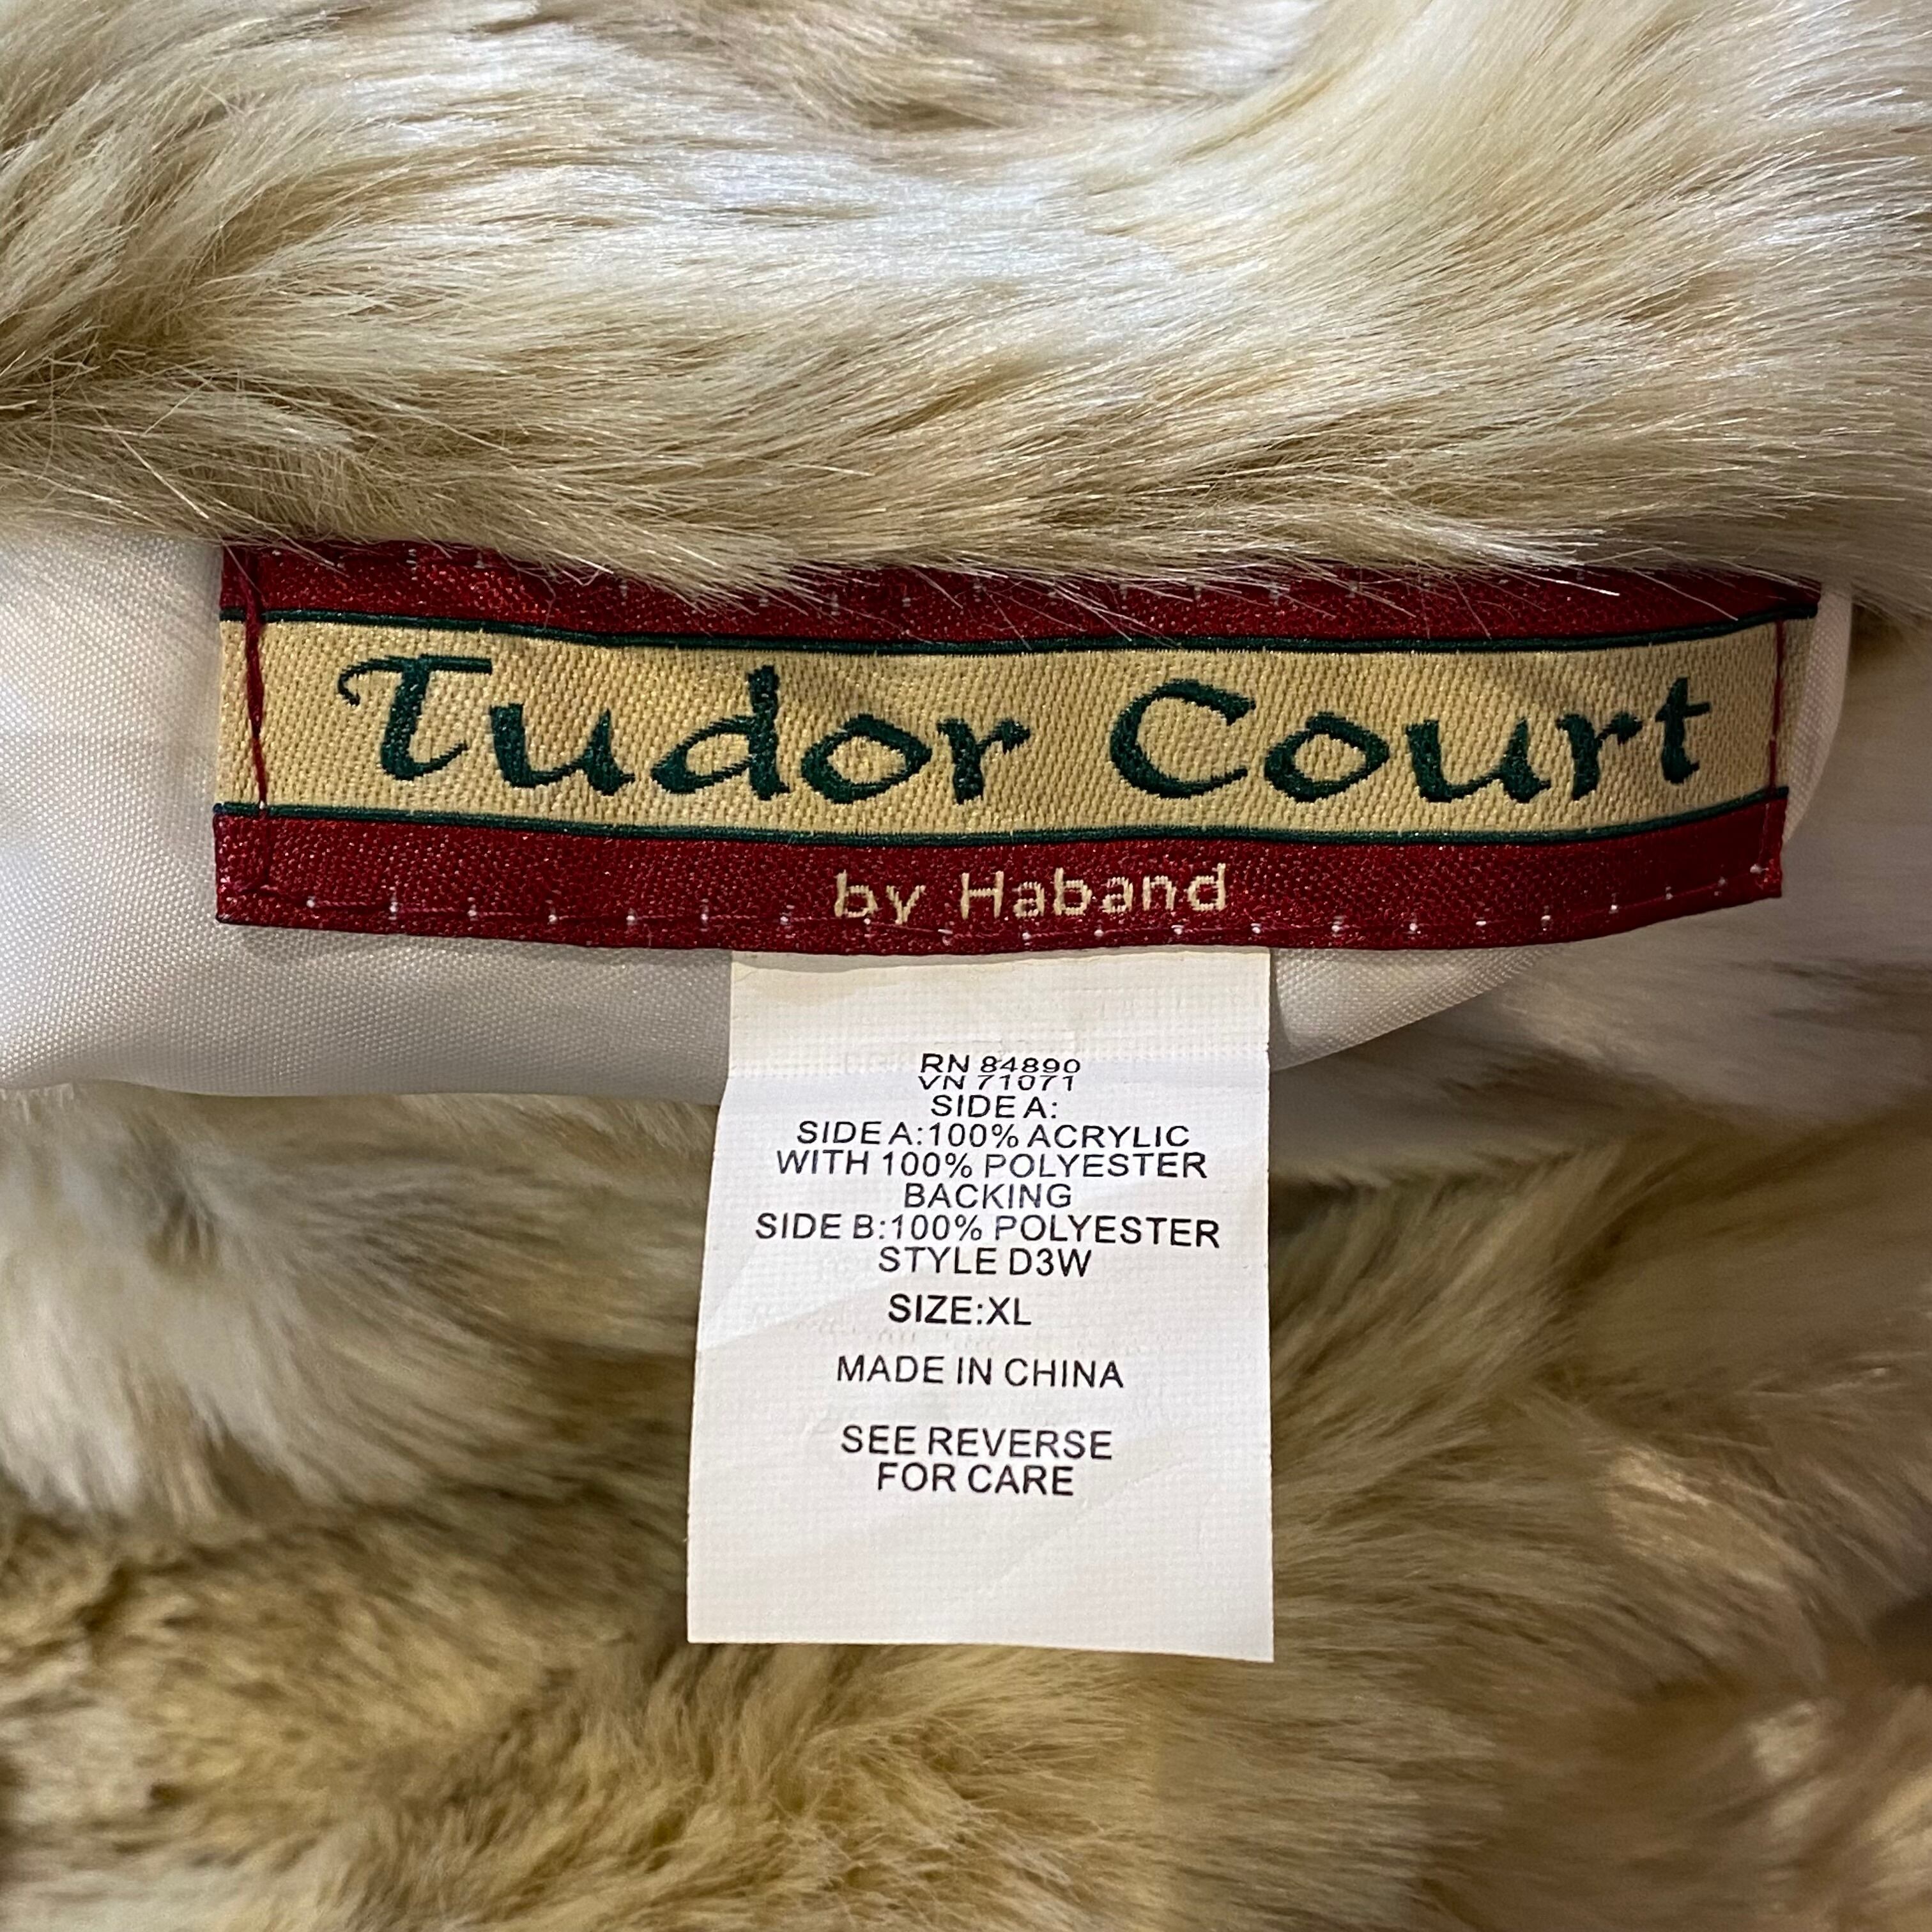 Tudor Court
by Haband
RN 84890
VN 71071
SIDE A:
SIDE A:100% ACRYLIC
WITH 100% POLYESTER
BACKING
SIDE B:100% POLYESTER
STYLE D3W
SIZE:XL
MADE IN CHINA
SEE REVERSE
FOR CARE